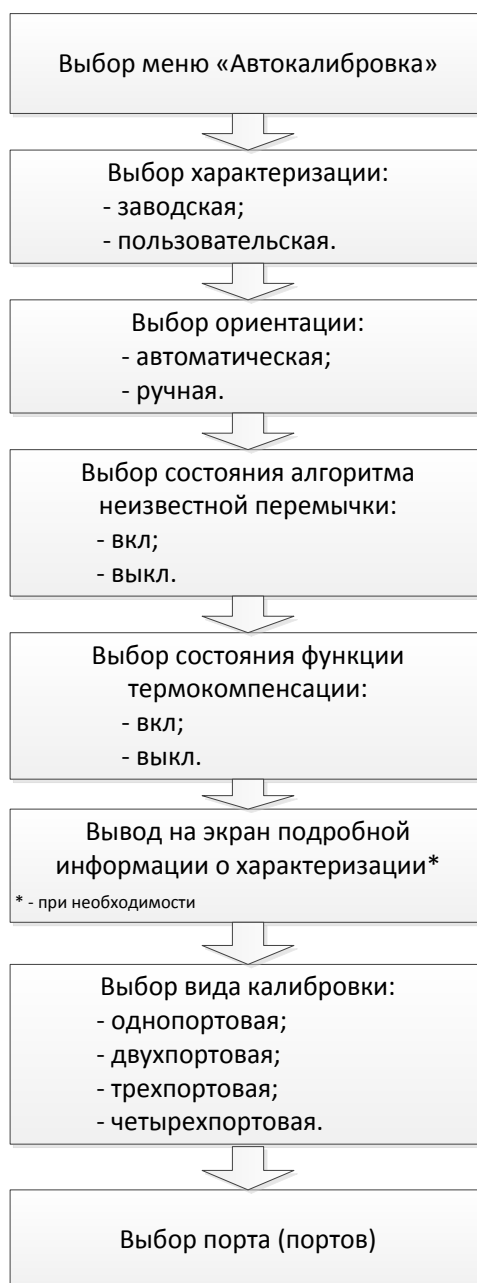 Выбор меню «Автокалибровка»
Выбор характеризации:
- заводская;
- пользовательская.
Выбор ориентации:
- автоматическая;
- ручная.
Выбор состояния алгоритма
неизвестной перемычки:
- вкл;
- выкл.
Выбор состояния функции
термокомпенсации:
- вкл;
- выкл.
Вывод на экран подробной
информации о характеризации*
* - при необходимости
Выбор вида калибровки:
- однопортовая;
- двухпортовая;
- трехпортовая;
- четырехпортовая.
Выбор порта (портов)